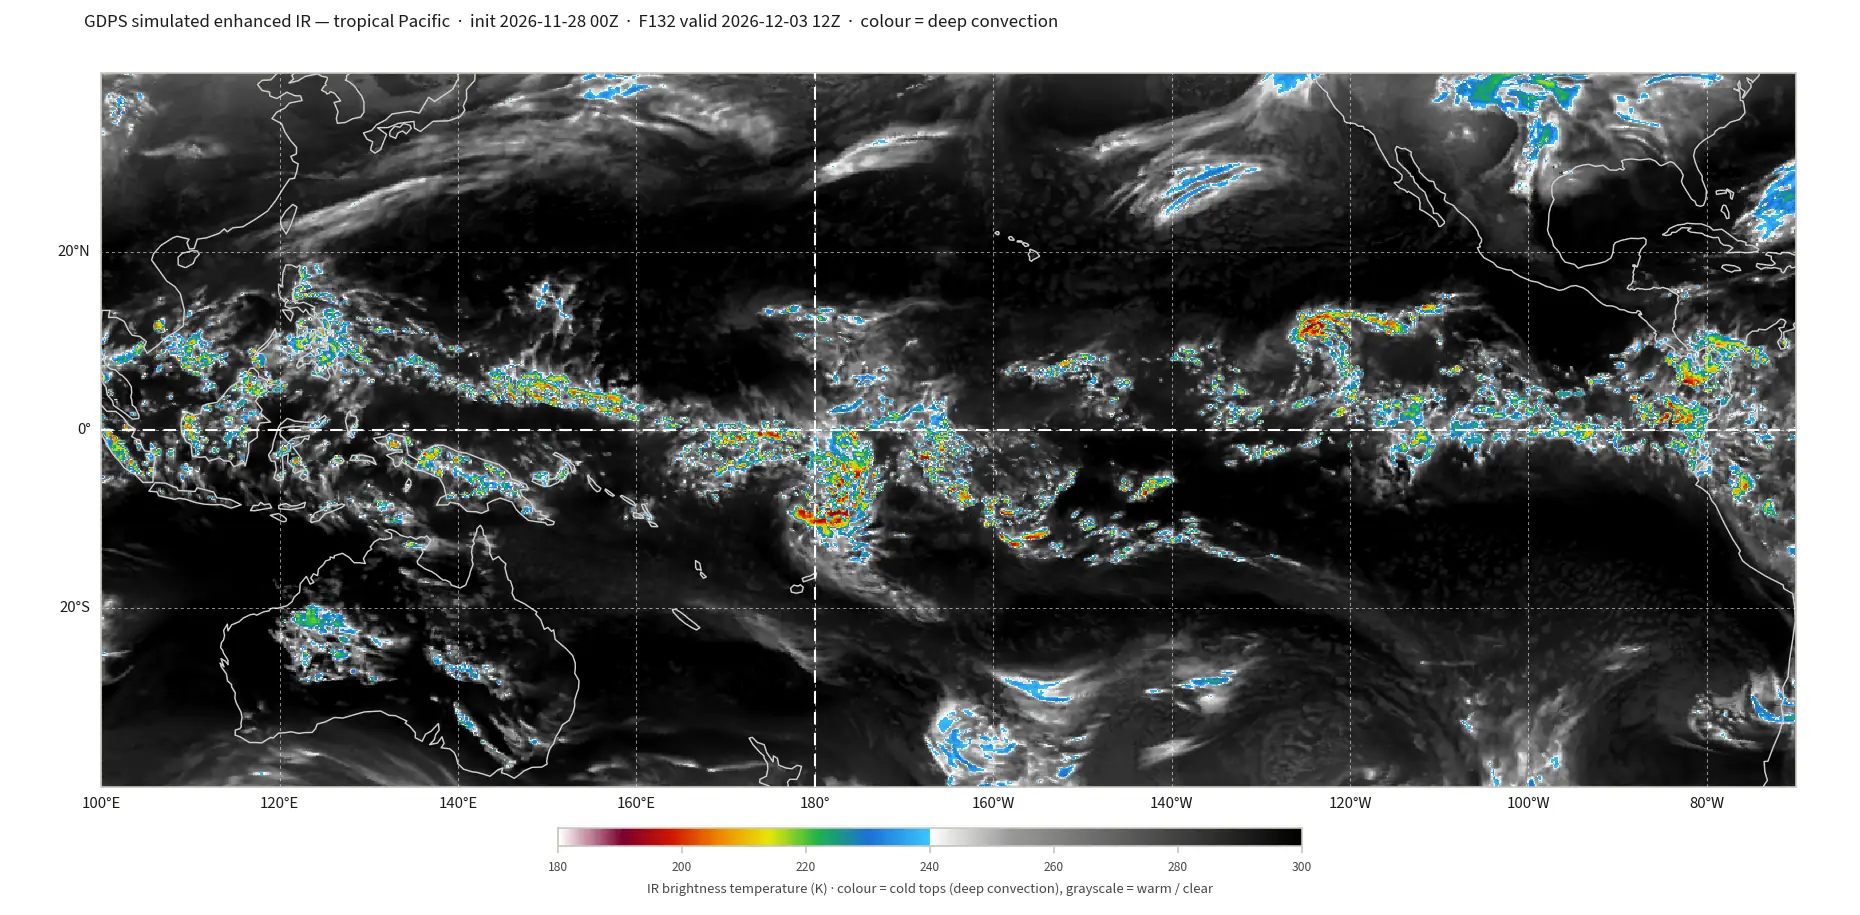 GDPS simulated enhanced IR — tropical Pacific · init 2026-11-28 00Z · F132 valid 2026-12-03 12Z · colour = deep convection
20°N
0°
20°S
100°E 120°E 140°E 160°E 180° 160°W 140°W 120°W 100°W 80°W
180 200 220 240 260 280 300
IR brightness temperature (K) · colour = cold tops (deep convection), grayscale = warm / clear